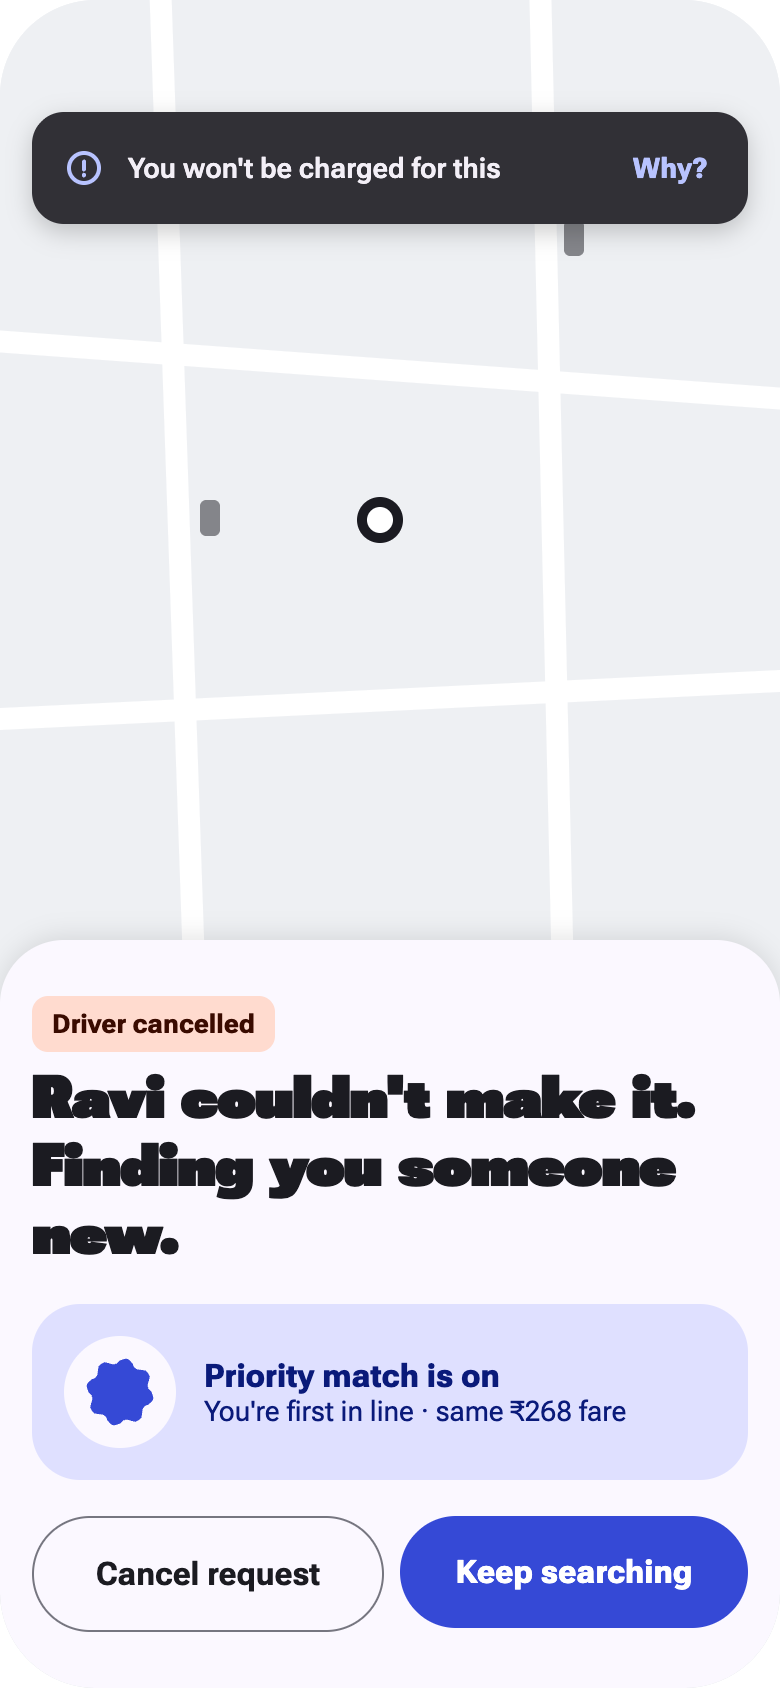 You won't be charged for this
Why?
Driver cancelled
Ravi couldn't make it.
Finding you someone
new.
Priority match is on
You're first in line · same ₹268 fare
Cancel request
Keep searching